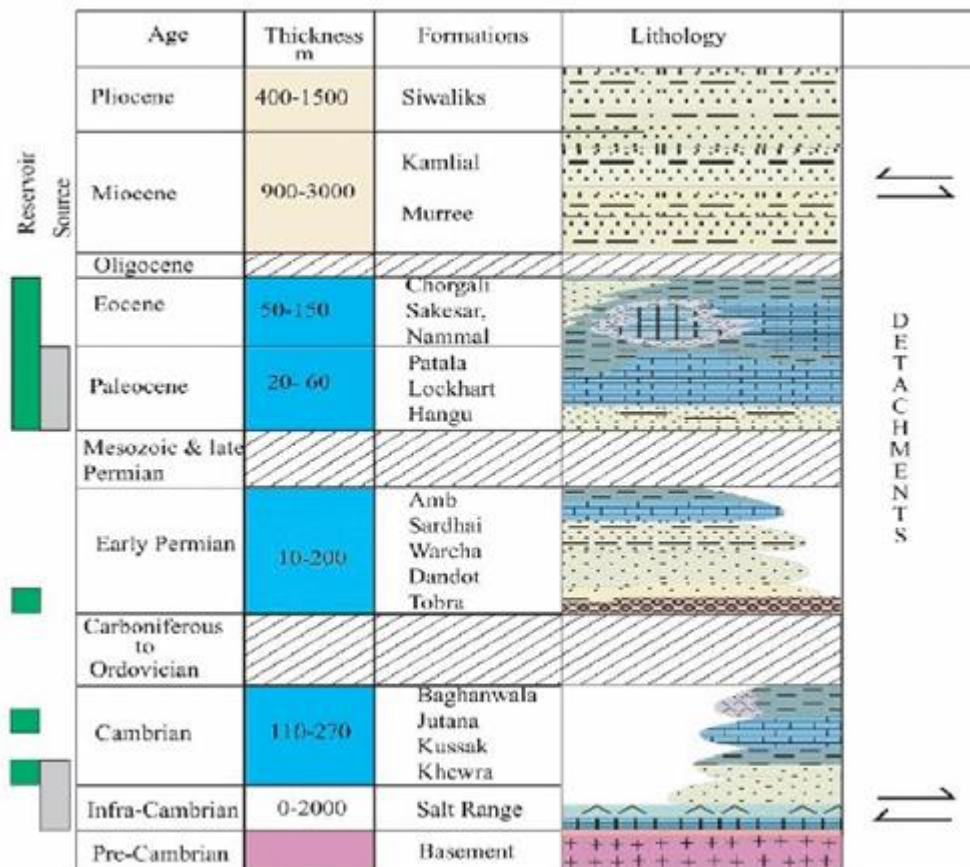 Age
Thickness
m
Formations
Lithology
Reservoir
Source
Pliocene
400-1500
Siwaliks
Miocene
900-3000
Kamlial
Murree
Oligocene
Eocene
50-150
Chorgali
Sakesar,
Nammal
Paleocene
20- 60
Patala
Lockhart
Hangu
Mesozoic & late
Permian
Early Permian
10-200
Amb
Sardhai
Warcha
Dandot
Tobra
Carboniferous
to
Ordovician
Cambrian
110-270
Baghanwala
Jutana
Kussak
Khewra
Infra-Cambrian
0-2000
Salt Range
Pre-Cambrian
Basement
DETACHMENTS